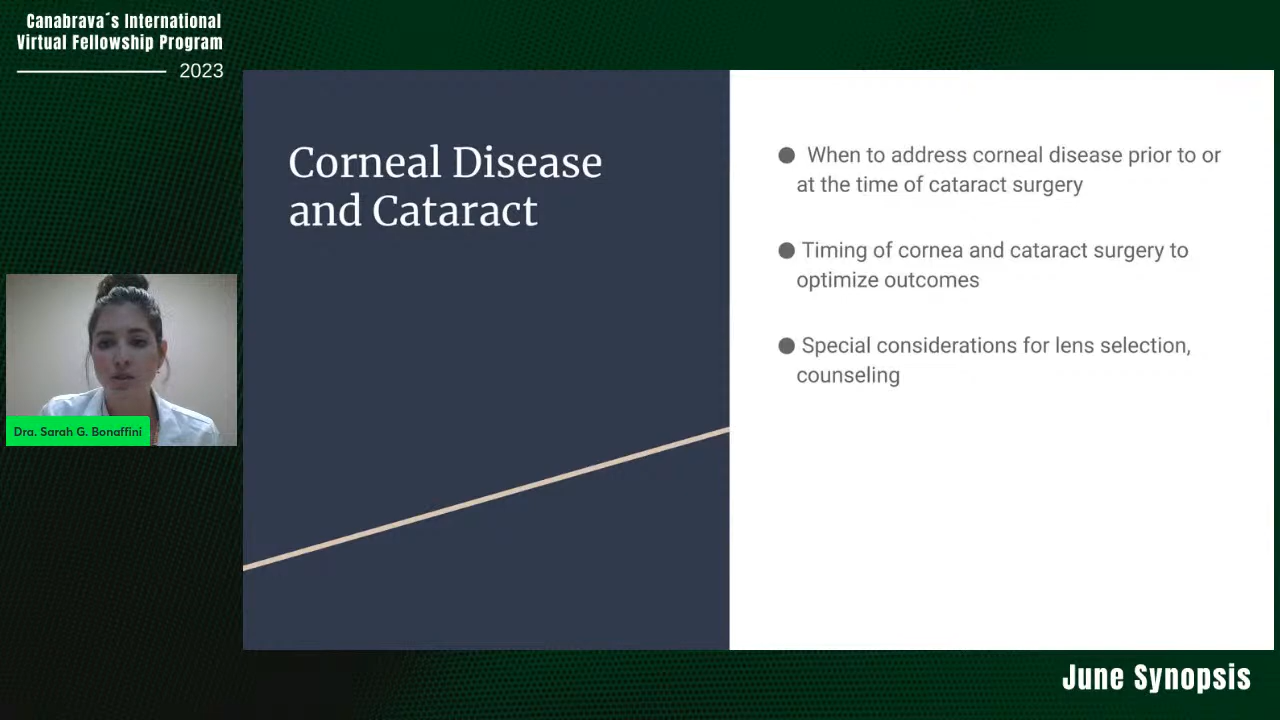 Canabrava´s International
Virtual Fellowship Program
2023
Corneal Disease
and Cataract
● When to address corneal disease prior to or
at the time of cataract surgery
● Timing of cornea and cataract surgery to
optimize outcomes
● Special considerations for lens selection,
counseling
Dra. Sarah G. Bonaffini
June Synopsis